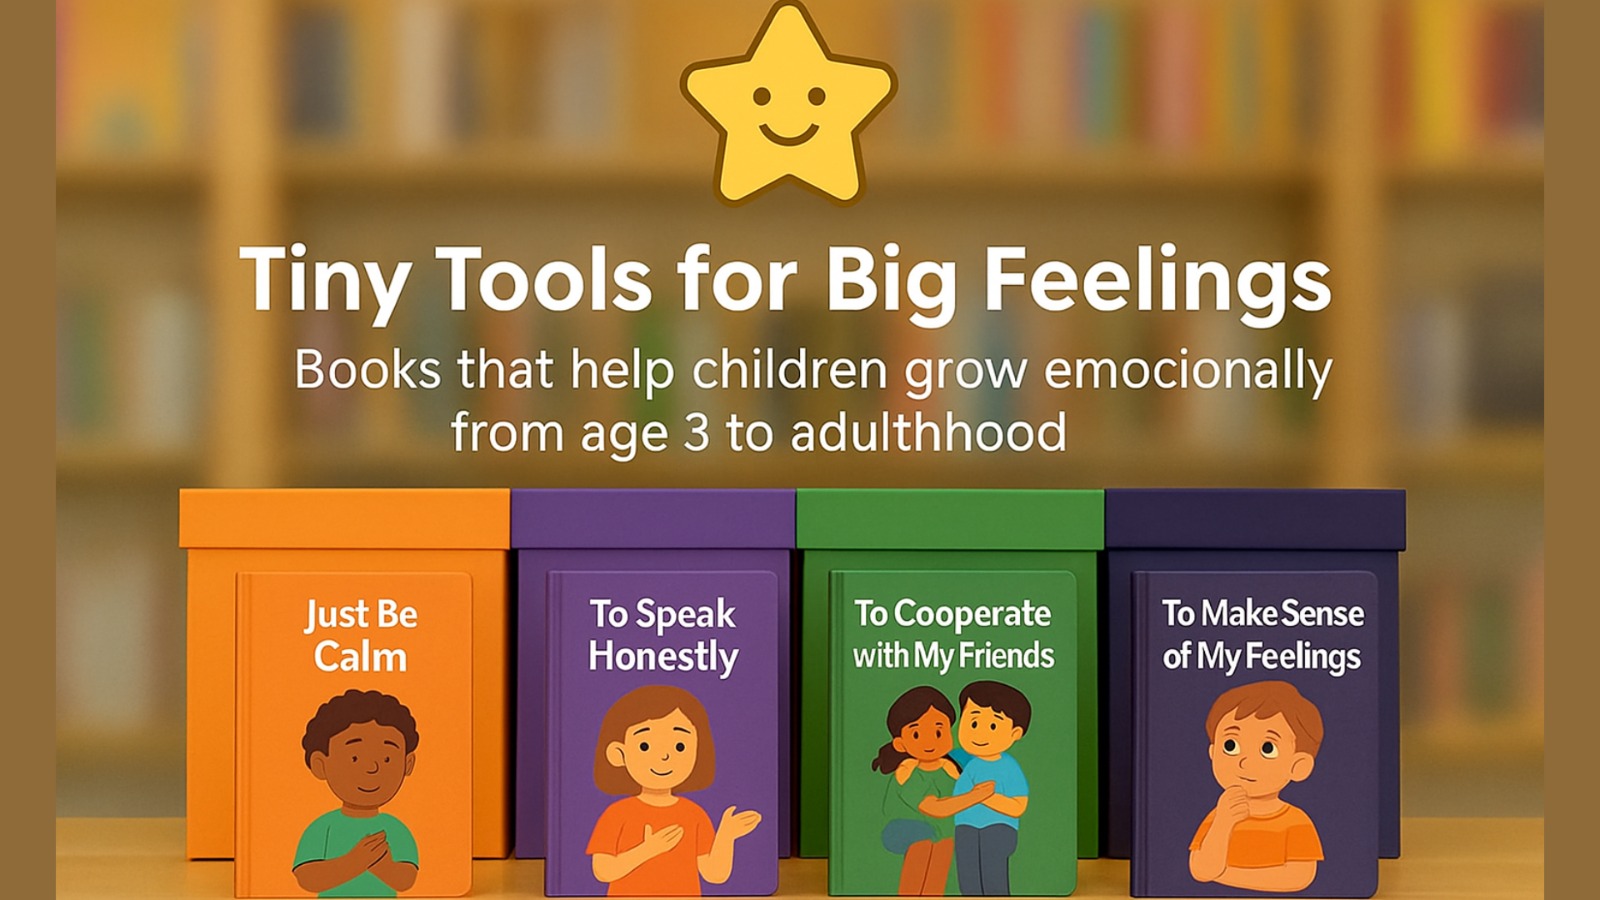 Tiny Tools for Big Feelings
Books that help children grow emocionally
from age 3 to adulthhood
Just Be
Calm
To Speak
Honestly
To Cooperate
with My Friends
To Make Sense
of My Feelings